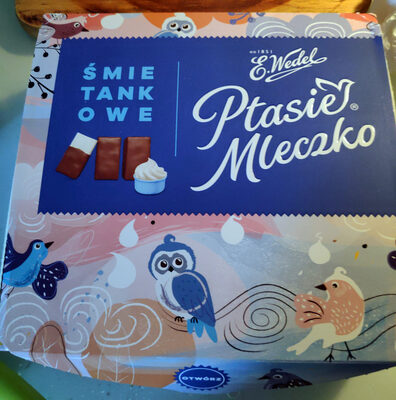 ŚMIE
TANK
OWE
OD 1851
E. Wedel
Ptasie
Mleczko®
OTWÓRZ